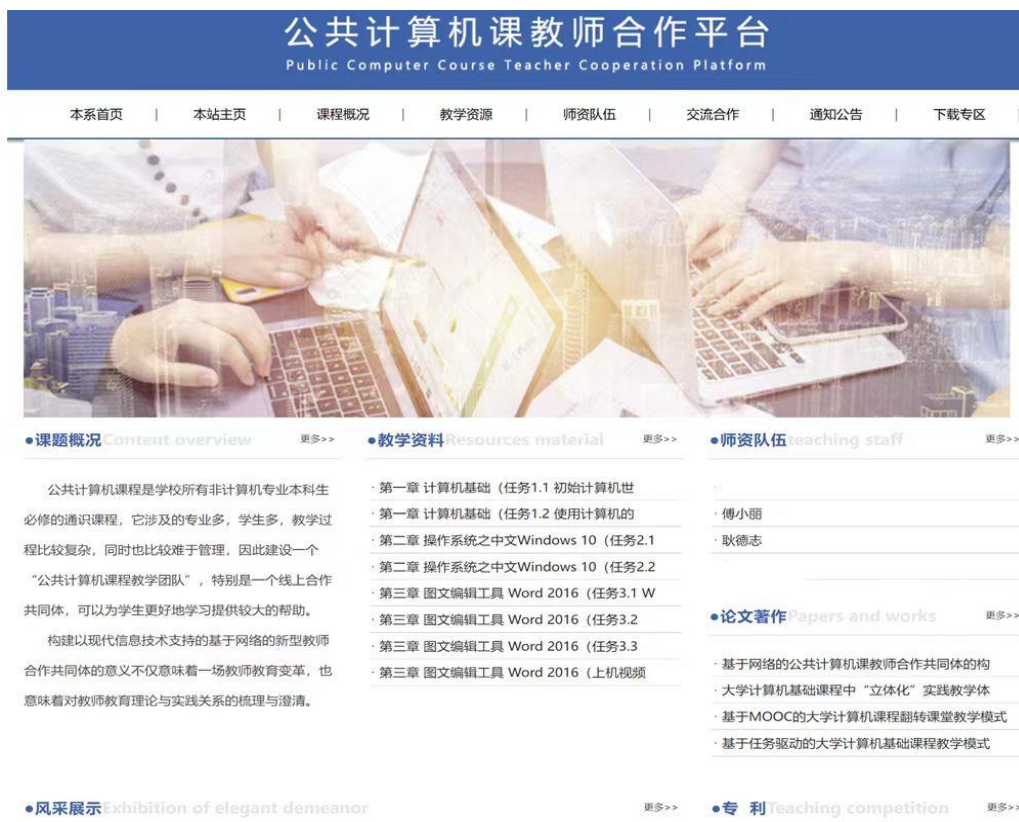 公共计算机课教师合作平台
Public Computer Course Teacher Cooperation Platform
本系首页 | 本站主页 | 课程概况 | 教学资源 | 师资队伍 | 交流合作 | 通知公告 | 下载专区
•课题概况Content overview 更多>>
公共计算机课程是学校所有非计算机专业本科生
必修的通识课程，它涉及的专业多，学生多，教学过
程比较复杂，同时也比较难于管理，因此建设一个
“公共计算机课程教学团队”，特别是一个线上合作
共同体，可以为学生更好地学习提供较大的帮助。
构建以现代信息技术支持的基于网络的新型教师
合作共同体的意义不仅意味着一场教师教育变革，也
意味着对教师教育理论与实践关系的梳理与澄清。
•教学资料Resources material 更多>>
· 第一章 计算机基础（任务1.1 初始计算机世
· 第一章 计算机基础（任务1.2 使用计算机的
· 第二章 操作系统之中文Windows 10（任务2.1
· 第二章 操作系统之中文Windows 10（任务2.2
· 第三章 图文编辑工具 Word 2016（任务3.1 W
· 第三章 图文编辑工具 Word 2016（任务3.2
· 第三章 图文编辑工具 Word 2016（任务3.3
· 第三章 图文编辑工具 Word 2016（上机视频
•师资队伍teaching staff 更多>>
· 傅小丽
· 耿德志
•论文著作Papers and works 更多>>
· 基于网络的公共计算机课教师合作共同体的构
· 大学计算机基础课程中“立体化”实践教学体
· 基于MOOC的大学计算机课程翻转课堂教学模式
· 基于任务驱动的大学计算机基础课程教学模式
•风采展示Exhibition of elegant demeanor 更多>>
•专 利Teaching competition 更多>>